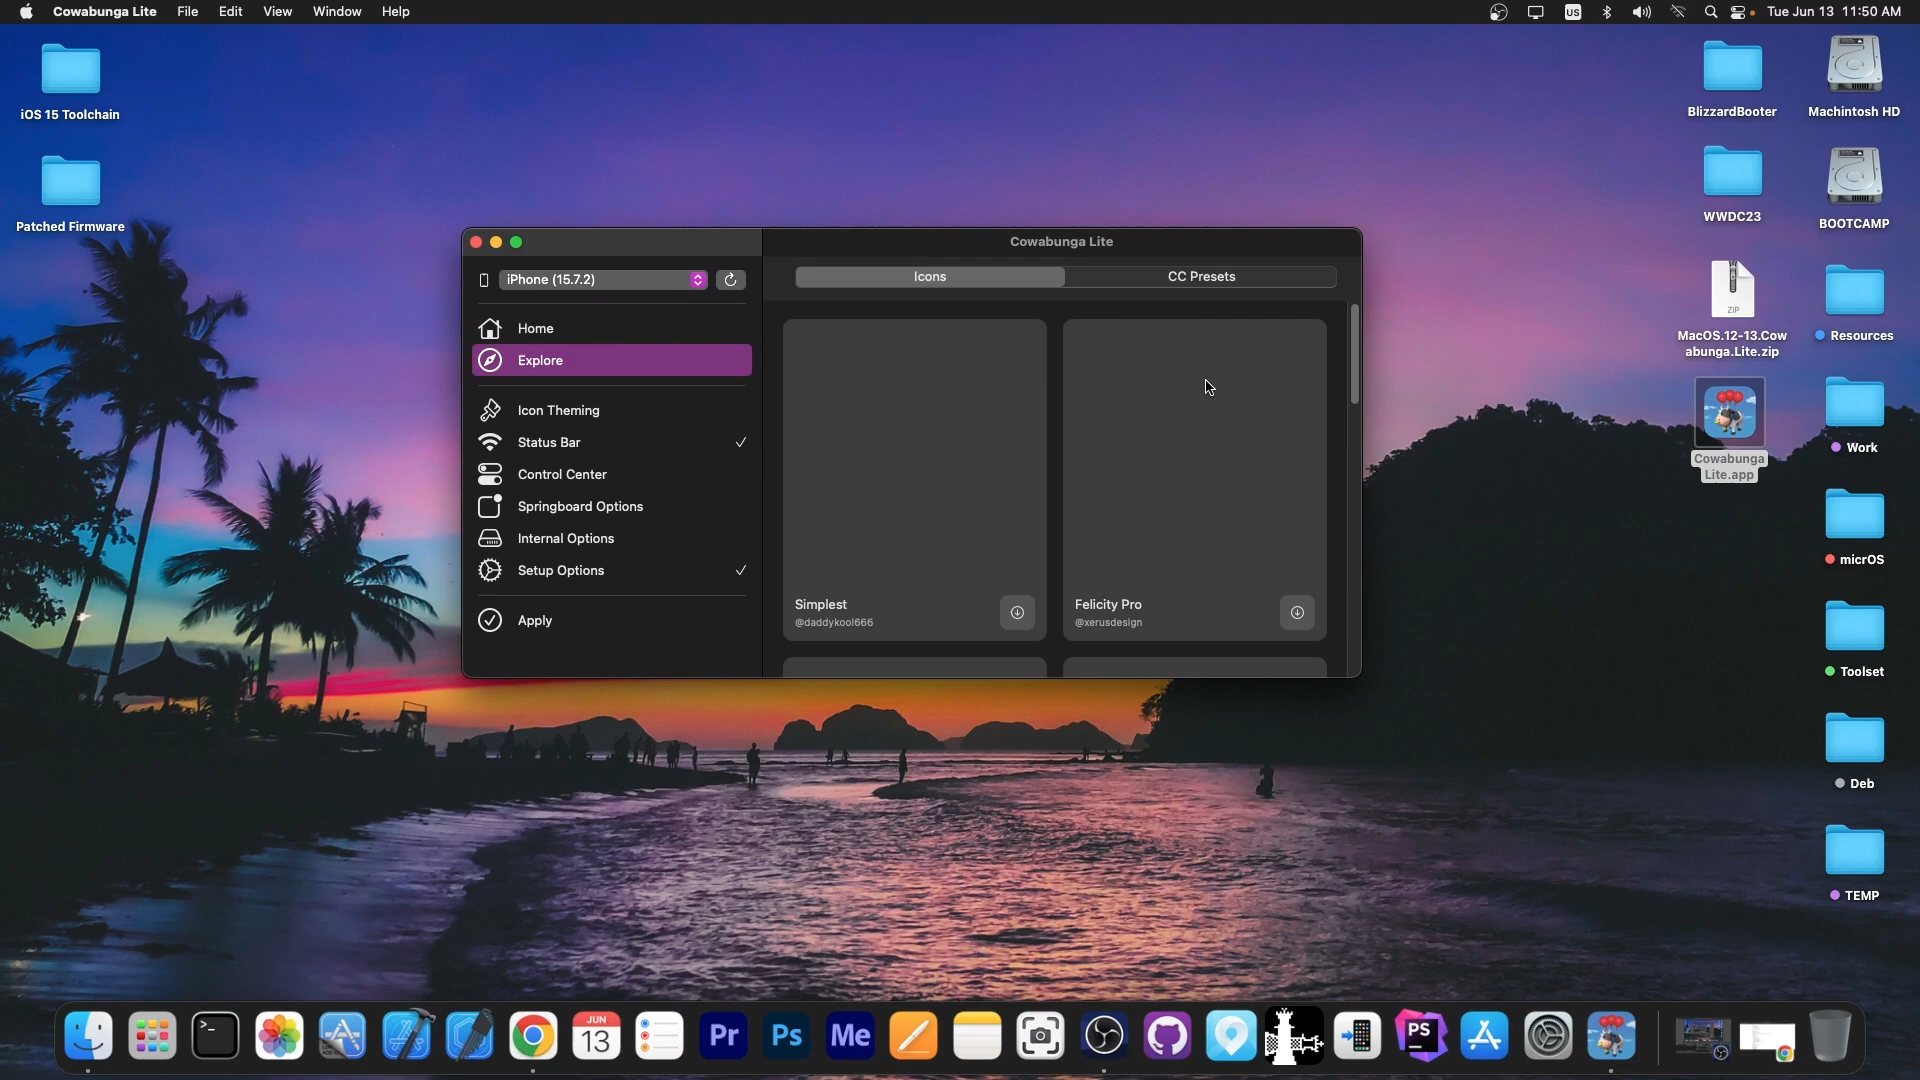 Cowabunga Lite File Edit View Window Help
US
Tue Jun 13 11:50 AM
iOS 15 Toolchain
Patched Firmware
BlizzardBooter
Machintosh HD
WWDC23
BOOTCAMP
ZIP
MacOS.12-13.Cow
abunga.Lite.zip
Resources
Cowabunga
Lite.app
Work
micrOS
Toolset
Deb
TEMP
Cowabunga Lite
iPhone (15.7.2)
Home
Explore
Icon Theming
Status Bar
Control Center
Springboard Options
Internal Options
Setup Options
Apply
Icons
CC Presets
Simplest
@daddykool666
Felicity Pro
@xerusdesign
>_
JUN
13
Pr
Ps
Me
PS